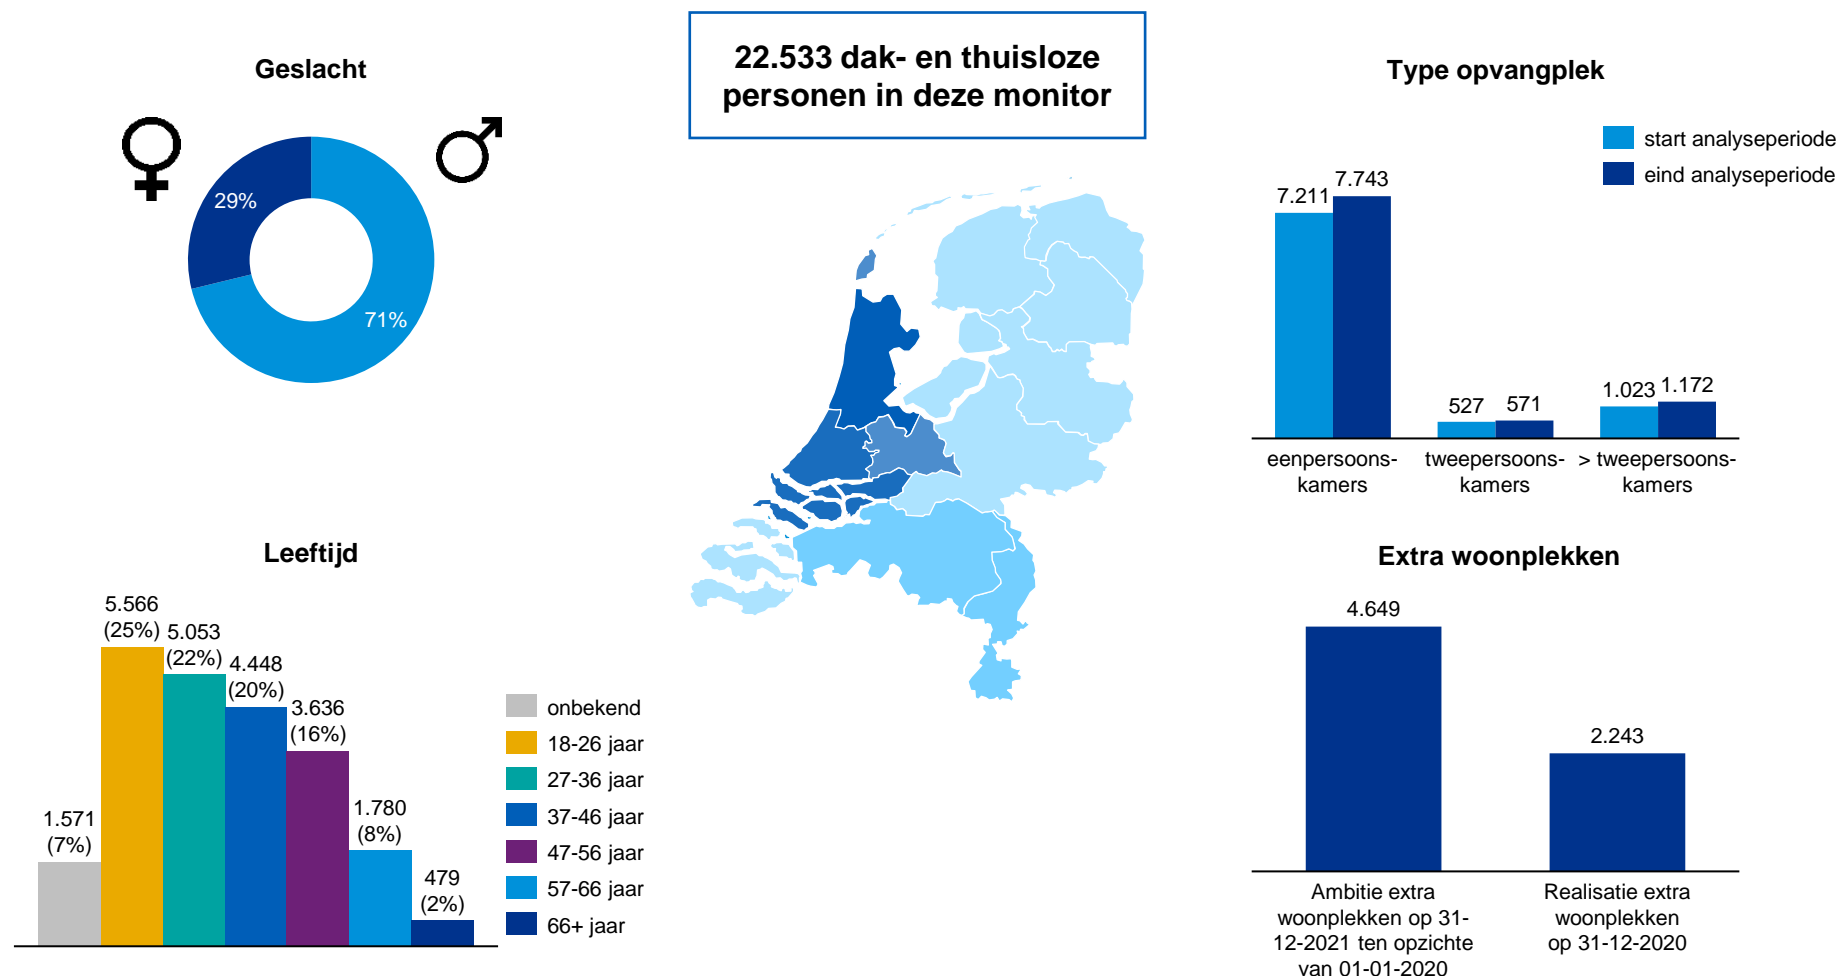 22.533 dak- en thuisloze
personen in deze monitor
Geslacht
29%
71%
Type opvangplek
start analyseperiode
eind analyseperiode
7.211
7.743
527
571
1.023
1.172
eenpersoons-
kamers
tweepersoons-
kamers
> tweepersoons-
kamers
Leeftijd
1.571
(7%)
5.566
(25%)
5.053
(22%)
4.448
(20%)
3.636
(16%)
1.780
(8%)
479
(2%)
onbekend
18-26 jaar
27-36 jaar
37-46 jaar
47-56 jaar
57-66 jaar
66+ jaar
Extra woonplekken
4.649
2.243
Ambitie extra
woonplekken op 31-
12-2021 ten opzichte
van 01-01-2020
Realisatie extra
woonplekken
op 31-12-2020